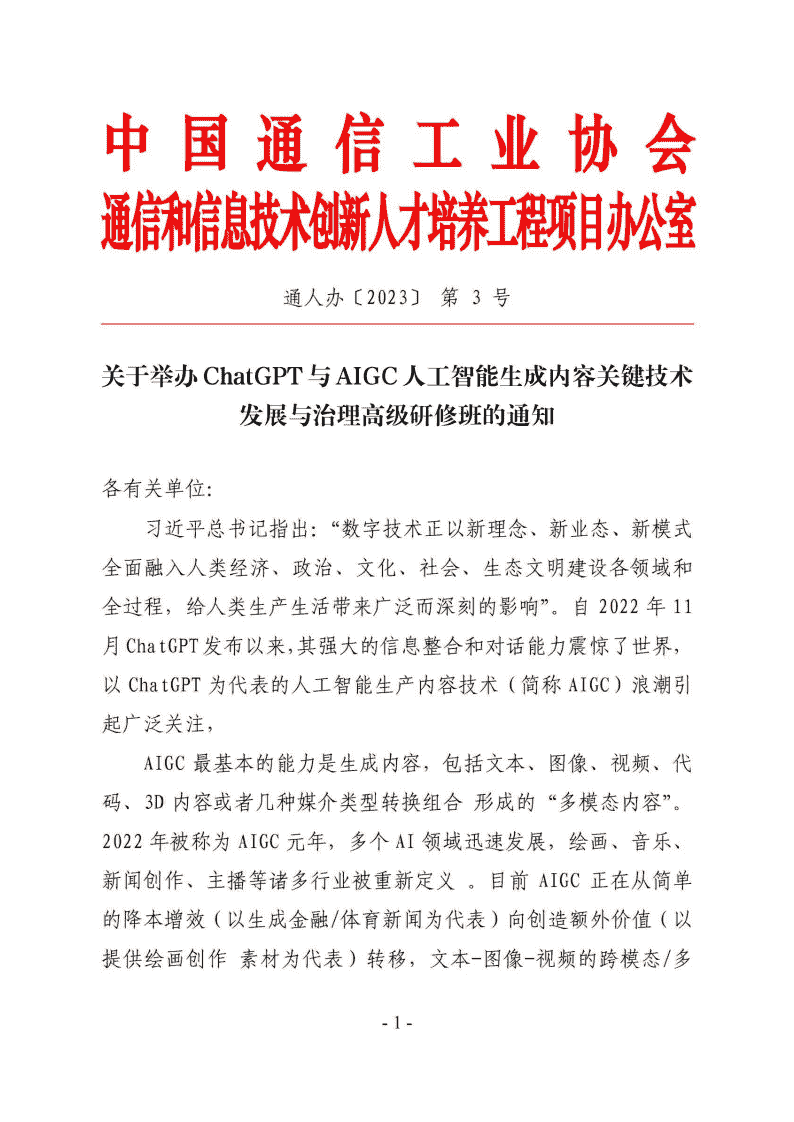 中国通信工业协会
通信和信息技术创新人才培养工程项目办公室
通人办〔2023〕 第 3 号
关于举办 ChatGPT 与 AIGC 人工智能生成内容关键技术
发展与治理高级研修班的通知
各有关单位：
习近平总书记指出：“数字技术正以新理念、新业态、新模式
全面融入人类经济、政治、文化、社会、生态文明建设各领域和
全过程，给人类生产生活带来广泛而深刻的影响”。自 2022 年 11
月 ChatGPT 发布以来，其强大的信息整合和对话能力震惊了世界，
以 ChatGPT 为代表的人工智能生产内容技术（简称 AIGC）浪潮引
起广泛关注，
AIGC 最基本的能力是生成内容，包括文本、图像、视频、代
码、3D 内容或者几种媒介类型转换组合 形成的 “多模态内容”。
2022 年被称为 AIGC 元年，多个 AI 领域迅速发展，绘画、音乐、
新闻创作、主播等诸多行业被重新定义 。目前 AIGC 正在从简单
的降本增效（以生成金融/体育新闻为代表）向创造额外价值（以
提供绘画创作 素材为代表）转移，文本-图像-视频的跨模态/多
- 1 -